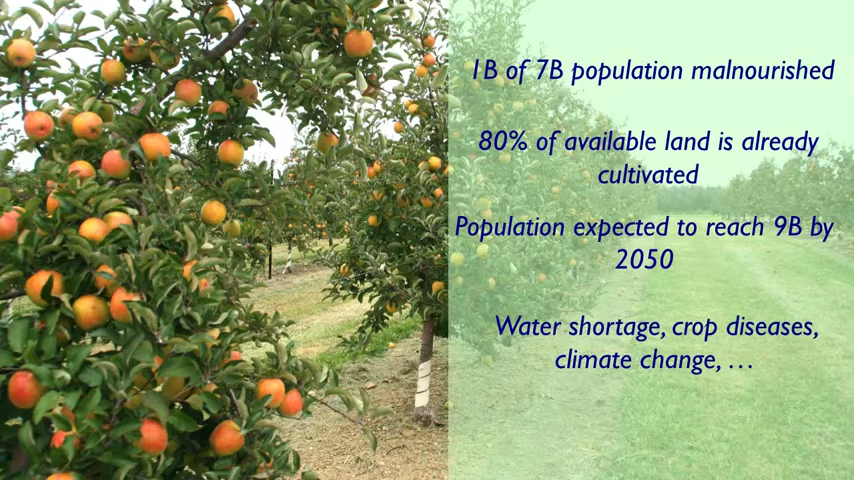 1B of 7B population malnourished
80% of available land is already
cultivated
Population expected to reach 9B by
2050
Water shortage, crop diseases,
climate change, …